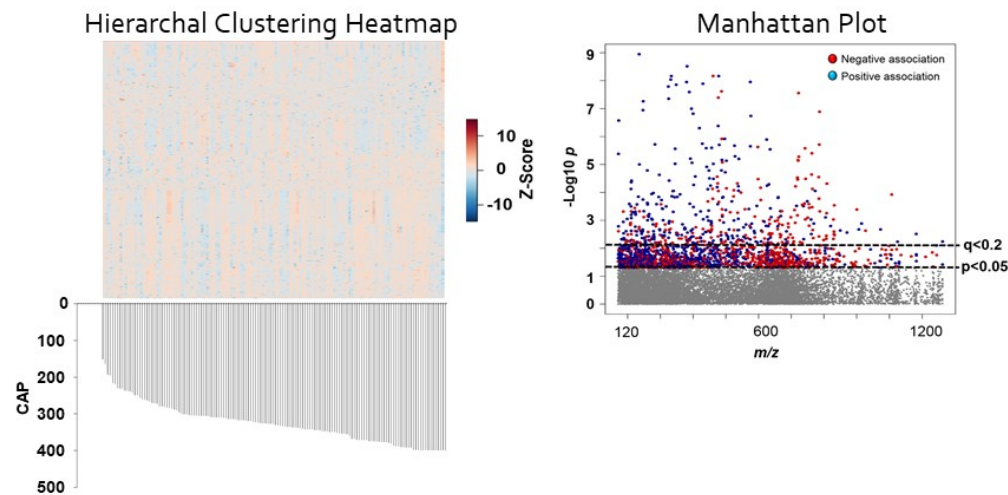 Hierarchal Clustering Heatmap
10
0
-10
Z-Score
0
100
200
300
400
500
CAP
Manhattan Plot
9
7
5
3
1
0
-Log10 p
Negative association
Positive association
q<0.2
p<0.05
120
600
1200
m/z